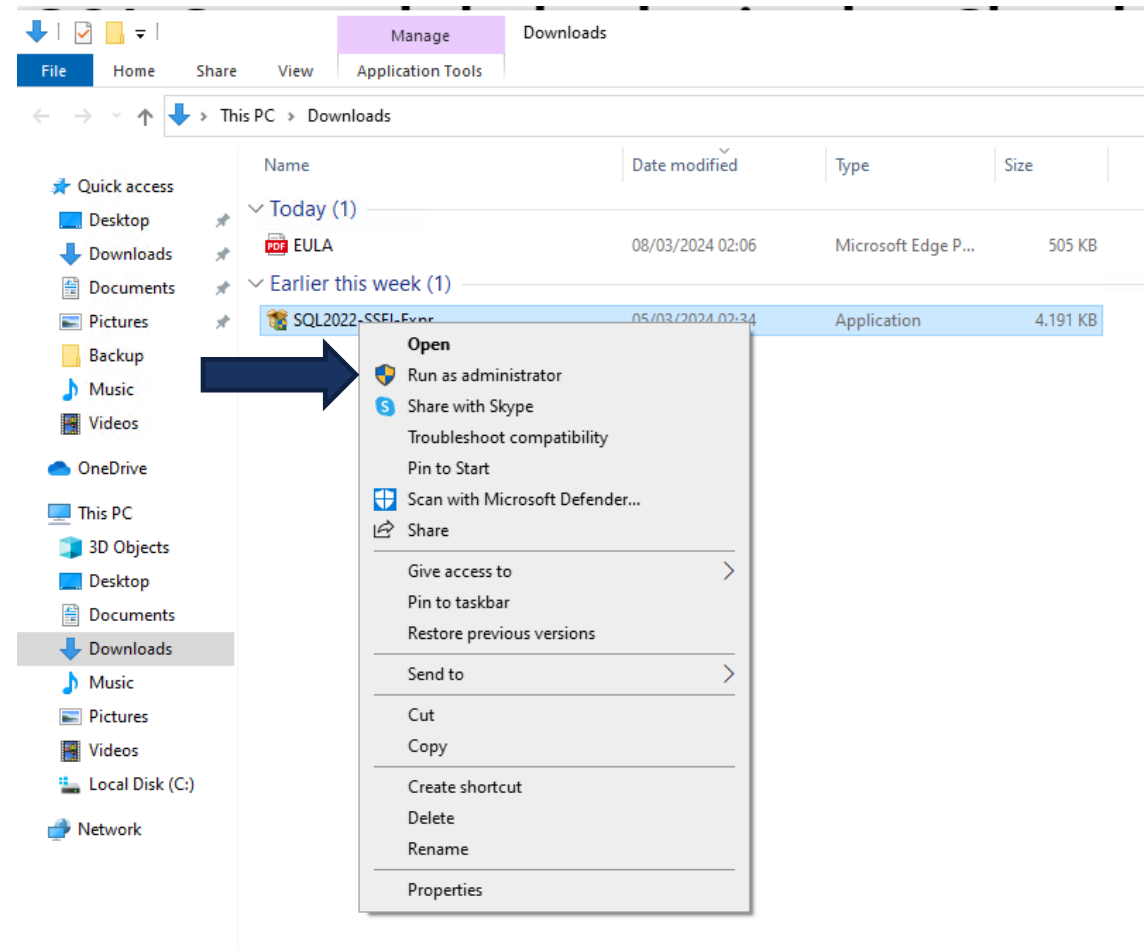 Manage Downloads
File Home Share View Application Tools
This PC > Downloads
Name Date modified Type Size
Quick access
Desktop
Downloads
Documents
Pictures
Backup
Music
Videos
OneDrive
This PC
3D Objects
Desktop
Documents
Downloads
Music
Pictures
Videos
Local Disk (C:)
Network
Today (1)
PDF EULA 08/03/2024 02:06 Microsoft Edge P... 505 KB
Earlier this week (1)
SQL2022-SSEI-Expr 05/03/2024 02:34 Application 4.191 KB
Open
Run as administrator
S Share with Skype
Troubleshoot compatibility
Pin to Start
Scan with Microsoft Defender...
Share
Give access to
Pin to taskbar
Restore previous versions
Send to
Cut
Copy
Create shortcut
Delete
Rename
Properties